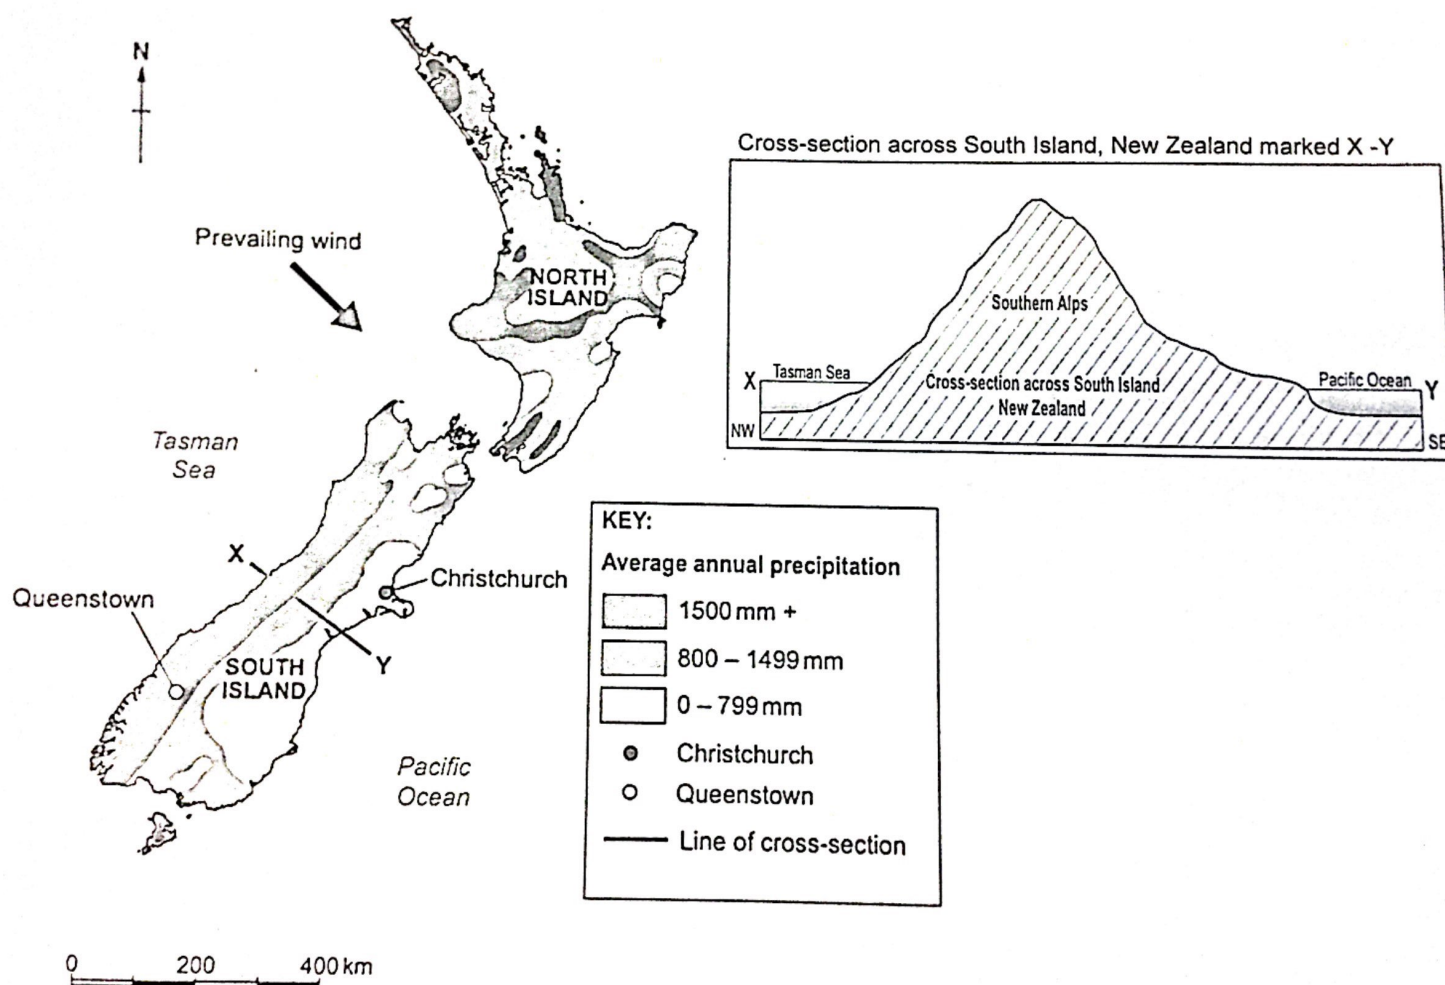 N
Prevailing wind
NORTH
ISLAND
Tasman
Sea
X
Queenstown
Christchurch
Y
SOUTH
ISLAND
Pacific
Ocean
0 200 400 km
Cross-section across South Island, New Zealand marked X -Y
Southern Alps
X Tasman Sea Pacific Ocean Y
Cross-section across South Island
New Zealand
NW SE
KEY:
Average annual precipitation
1500 mm +
800 – 1499 mm
0 – 799 mm
Christchurch
Queenstown
Line of cross-section